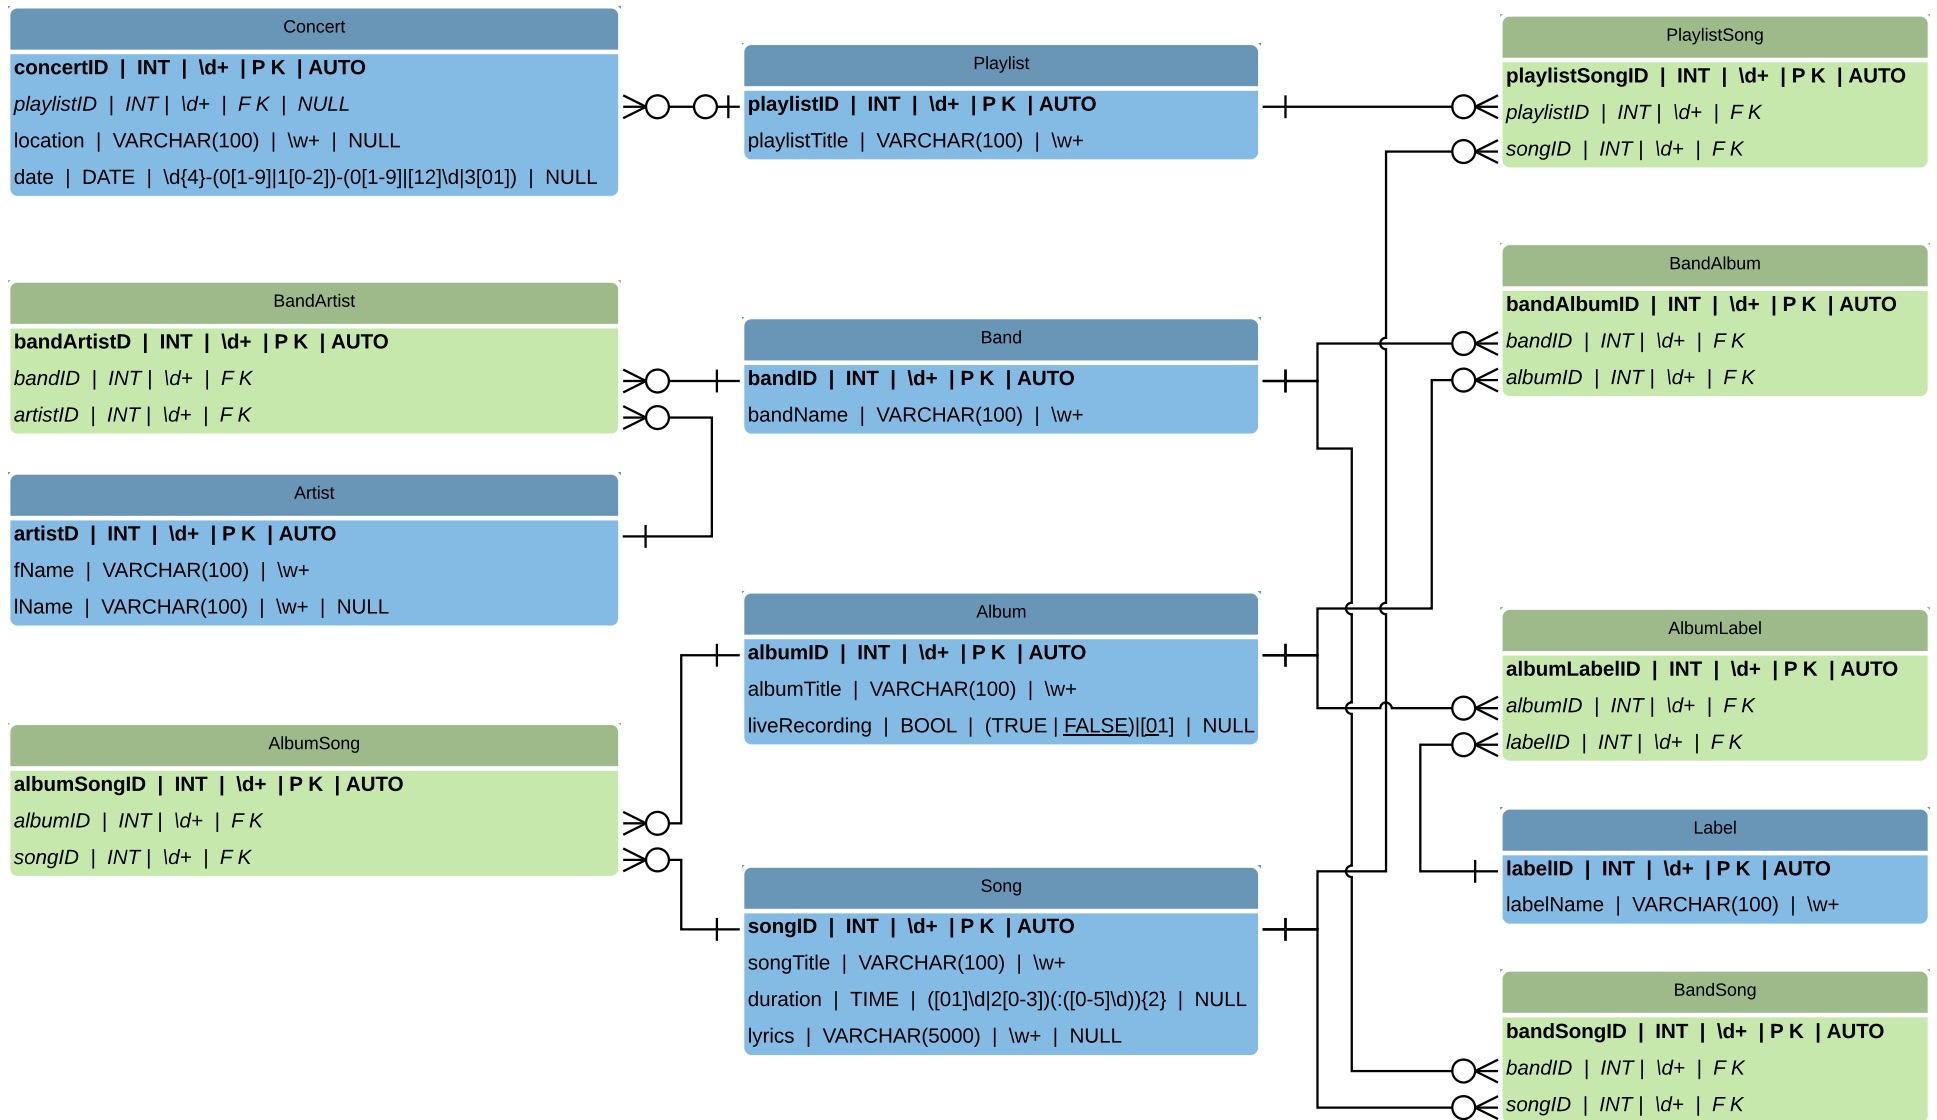 Concert
concertID | INT | \d+ | P K | AUTO
playlistID | INT | \d+ | F K | NULL
location | VARCHAR(100) | \w+ | NULL
date | DATE | \d{4}-(0[1-9]|1[0-2])-(0[1-9]|[12]\d|3[01]) | NULL
Playlist
playlistID | INT | \d+ | P K | AUTO
playlistTitle | VARCHAR(100) | \w+
PlaylistSong
playlistSongID | INT | \d+ | P K | AUTO
playlistID | INT | \d+ | F K
songID | INT | \d+ | F K
BandArtist
bandArtistD | INT | \d+ | P K | AUTO
bandID | INT | \d+ | F K
artistID | INT | \d+ | F K
Band
bandID | INT | \d+ | P K | AUTO
bandName | VARCHAR(100) | \w+
BandAlbum
bandAlbumID | INT | \d+ | P K | AUTO
bandID | INT | \d+ | F K
albumID | INT | \d+ | F K
Artist
artistD | INT | \d+ | P K | AUTO
fName | VARCHAR(100) | \w+
lName | VARCHAR(100) | \w+ | NULL
Album
albumID | INT | \d+ | P K | AUTO
albumTitle | VARCHAR(100) | \w+
liveRecording | BOOL | (TRUE | FALSE)|[01] | NULL
AlbumLabel
albumLabelID | INT | \d+ | P K | AUTO
albumID | INT | \d+ | F K
labelID | INT | \d+ | F K
AlbumSong
albumSongID | INT | \d+ | P K | AUTO
albumID | INT | \d+ | F K
songID | INT | \d+ | F K
Song
songID | INT | \d+ | P K | AUTO
songTitle | VARCHAR(100) | \w+
duration | TIME | ([01]\d|2[0-3])(:([0-5]\d)){2} | NULL
lyrics | VARCHAR(5000) | \w+ | NULL
Label
labelID | INT | \d+ | P K | AUTO
labelName | VARCHAR(100) | \w+
BandSong
bandSongID | INT | \d+ | P K | AUTO
bandID | INT | \d+ | F K
songID | INT | \d+ | F K